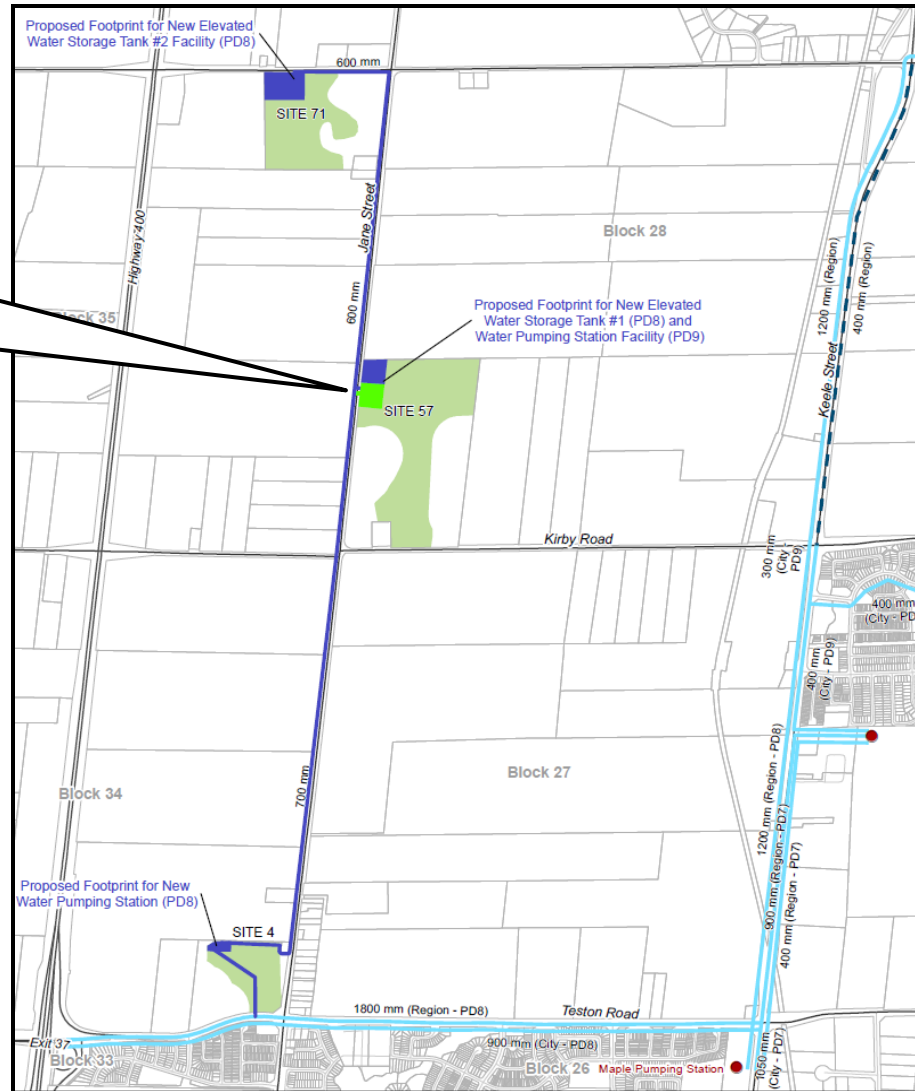 Proposed Footprint for New Elevated
Water Storage Tank #2 Facility (PD8)
600 mm
SITE 71
Highway 400
Jane Street
Block 28
1200 mm (Region)
400 mm (Region)
Keele Street
Block 35
600 mm
Proposed Footprint for New Elevated
Water Storage Tank #1 (PD8) and
Water Pumping Station Facility (PD9)
SITE 57
Kirby Road
300 mm
(City -
PD9)
400 mm
(City - PD
400 mm
(City - PD9)
700 mm
Block 27
Block 34
1200 mm (Region - PD8)
900 mm (Region - PD7)
400 mm (Region - PD7)
Proposed Footprint for New
Water Pumping Station (PD8)
SITE 4
1800 mm (Region - PD8)
Teston Road
Exit 37
Block 33
900 mm (City - PD8)
Block 26
Maple Pumping Station
1050 mm
(City - PD7)